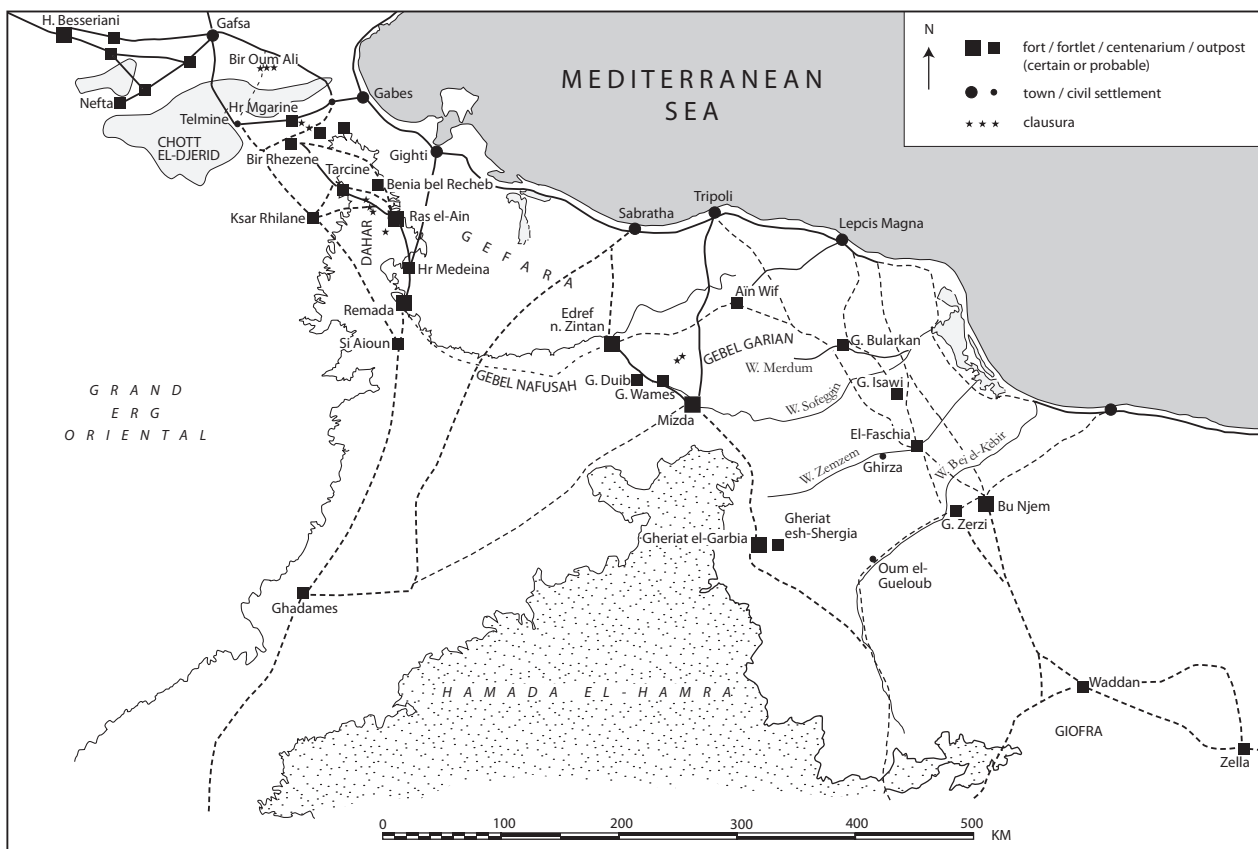 H. Besseriani
Gafsa
Bir Oum Ali
Nefta
Hr Mgarine
Gabes
Telmine
CHOTT
EL-DJERID
Bir Rhezene
Gighti
Tarcine
Benia bel Recheb
Ksar Rhilane
Ras el-Ain
DAHAR
GEFARA
Hr Medeina
Remada
Si Aioun
MEDITERRANEAN
SEA
N
fort / fortlet / centenarium / outpost
(certain or probable)
town / civil settlement
clausura
Tripoli
Sabratha
Lepcis Magna
Edref
n. Zintan
Aïn Wif
GEBEL GARIAN
G. Bularkan
W. Merdum
GEBEL NAFUSAH
G. Duib
G. Wames
G. Isawi
W. Sofeggin
Mizda
El-Faschia
W. Zemzem
Ghirza
W. Bej el-Kebir
GRAND
ERG
ORIENTAL
Bu Njem
G. Zerzi
Gheriat
esh-Shergia
Gheriat el-Garbia
Oum el-
Gueloub
Ghadames
HAMADA EL-HAMRA
Waddan
GIOFRA
Zella
0 100 200 300 400 500
KM